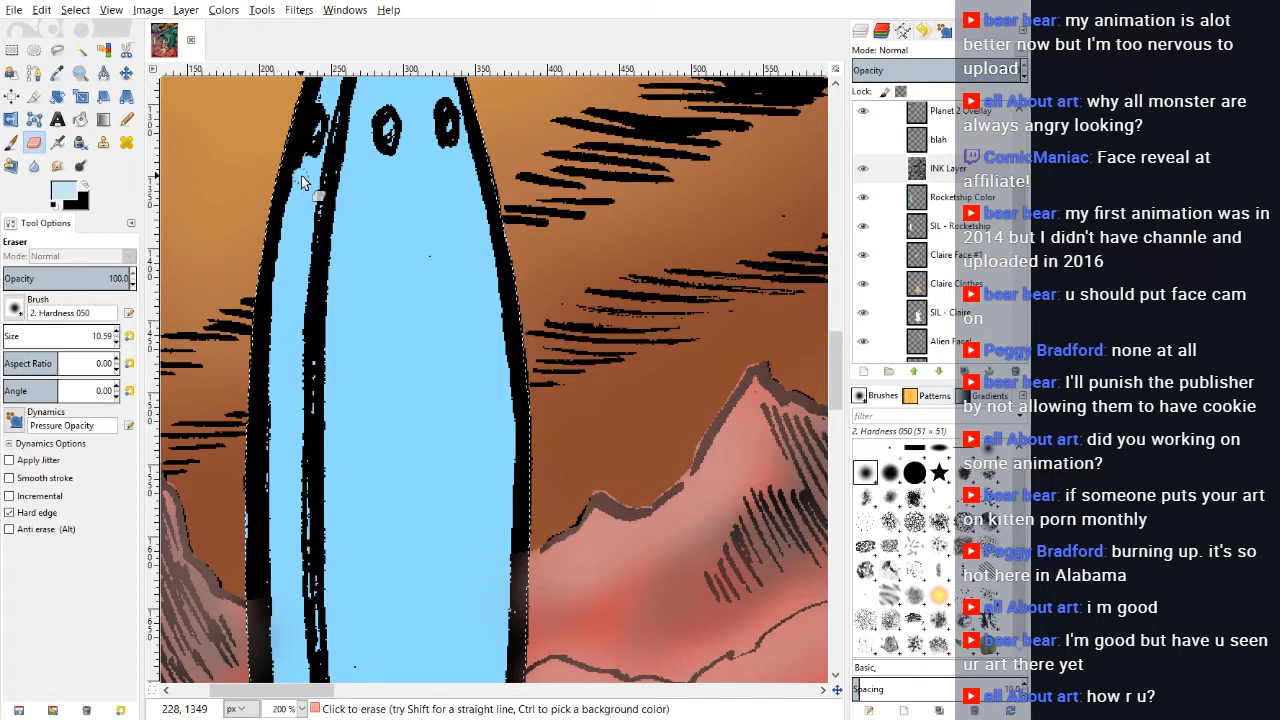 File Edit Select View Image Layer Colors Tools Filters Windows Help
Eraser
Tool Options
Eraser
Mode: Normal
Opacity 100.0
Brush
2. Hardness 050
Size 10.59
Aspect Ratio 0.00
Angle 0.00
Dynamics
Pressure Opacity
Dynamics Options
Apply Jitter
Smooth stroke
Incremental
Hard edge
Anti erase (Alt)
150 200 250 300 350 400 450 500 550
228, 1349 px 200 % Click to erase (try Shift for a straight line, Ctrl to pick a background color)
Mode: Normal
Opacity
Lock:
Planet 2 Overlay
blah
INK Layer
Rocketship Color
SIL - Rocketship
Claire Face #1
Claire Clothes
SIL - Claire
Alien Face
Brushes Patterns Gradients
filter
2. Hardness 050 (51 × 51)
Basic,
Spacing 10.0
bear bear: my animation is alot
better now but I'm too nervous to
upload
all About art: why all monster are
always angry looking?
ComicManiac: Face reveal at
affiliate!
bear bear: my first animation was in
2014 but I didn't have channle and
uploaded in 2016
bear bear: u should put face cam
on
Peggy Bradford: none at all
bear bear: I'll punish the publisher
by not allowing them to have cookie
all About art: did you working on
some animation?
bear bear: if someone puts your art
on kitten porn monthly
Peggy Bradford: burning up. it's so
hot here in Alabama
all About art: i m good
bear bear: I'm good but have u seen
ur art there yet
all About art: how r u?